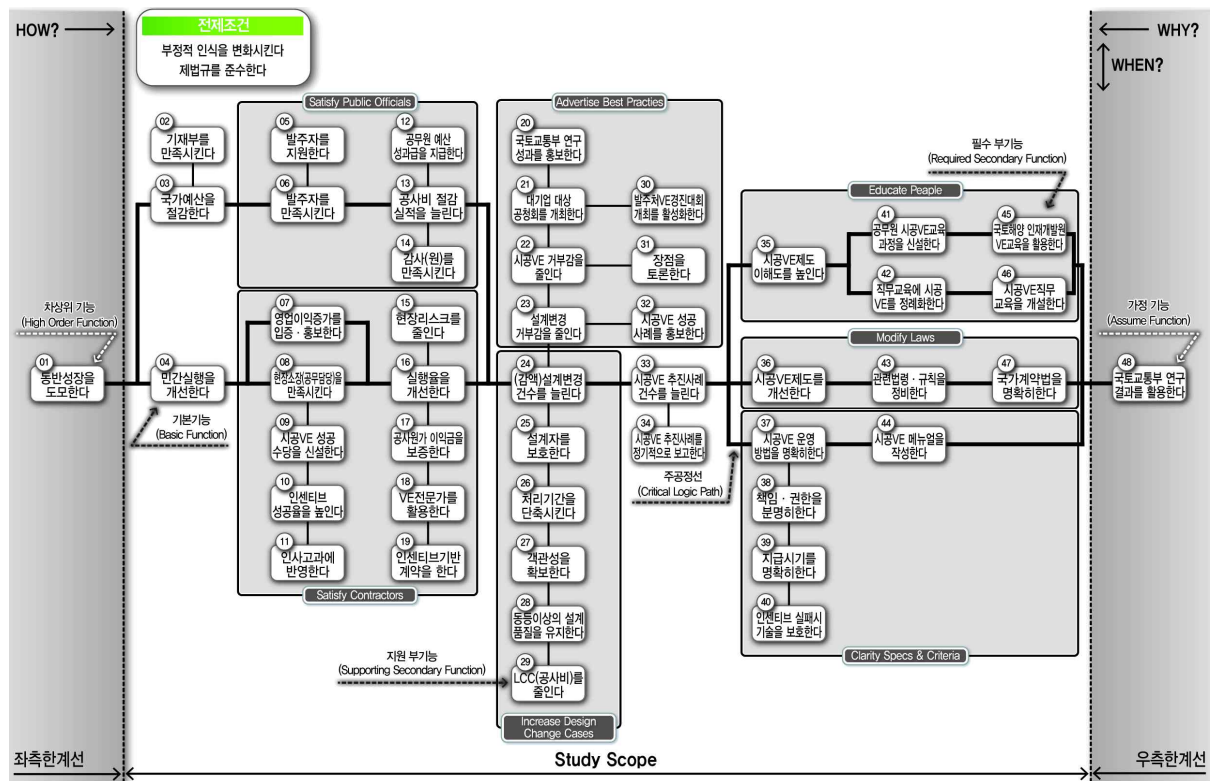 HOW?
전제조건
부정적 인식을 변화시킨다
제법규를 준수한다
WHY?
WHEN?
Satisfy Public Officials
02
기재부를
만족시킨다
03
국가예산을
절감한다
05
발주자를
지원한다
06
발주자를
만족시킨다
12
공무원 예산
성과급을 지급한다
13
공사비 절감
실적을 늘린다
14
감사(원)를
만족시킨다
Advertise Best Practies
20
국토교통부 연구
성과를 홍보한다
21
대기업 대상
공청회를 개최한다
22
시공VE 거부감을
줄인다
23
설계변경
거부감을 줄인다
30
발주처VE경진대회
개최를 활성화한다
31
장점을
토론한다
32
시공VE 성공
사례를 홍보한다
필수 부기능
(Required Secondary Function)
Educate Peaple
35
시공VE제도
이해도를 높인다
41
공무원 시공VE교육
과정을 신설한다
42
직무교육에 시공
VE를 정례화한다
45
국토해양 인재개발원
VE교육을 활용한다
46
시공VE직무
교육을 개설한다
차상위 기능
(High Order Function)
01
동반성장을
도모한다
04
민간실행을
개선한다
기본기능
(Basic Function)
07
영업이익증가를
입증 · 홍보한다
08
현장소장(공무담당)을
만족시킨다
09
시공VE 성공
수당을 신설한다
10
인센티브
성공율을 높인다
11
인사고과에
반영한다
15
현장리스크를
줄인다
16
실행율을
개선한다
17
공사원가 이익금을
보증한다
18
VE전문가를
활용한다
19
인센티브기반
계약을 한다
Satisfy Contractors
24
(감액)설계변경
건수를 늘린다
25
설계자를
보호한다
26
처리기간을
단축시킨다
27
객관성을
확보한다
28
동등이상의 설계
품질을 유지한다
29
LCC(공사비)를
줄인다
Increase Design
Change Cases
지원 부기능
(Supporting Secondary Function)
33
시공VE 추진사례
건수를 늘린다
34
시공VE 추진사례를
정기적으로 보고한다
주공정선
(Critical Logic Path)
Modify Laws
36
시공VE제도를
개선한다
43
관련법령 · 규칙을
정비한다
47
국가계약법을
명확히한다
37
시공VE 운영
방법을 명확히한다
44
시공VE 메뉴얼을
작성한다
38
책임 · 권한을
분명히한다
39
지급시기를
명확히한다
40
인센티브 실패시
기술을 보호한다
Clarity Specs & Criteria
가정 기능
(Assume Function)
48
국토교통부 연구
결과를 활용한다
좌측한계선
Study Scope
우측한계선